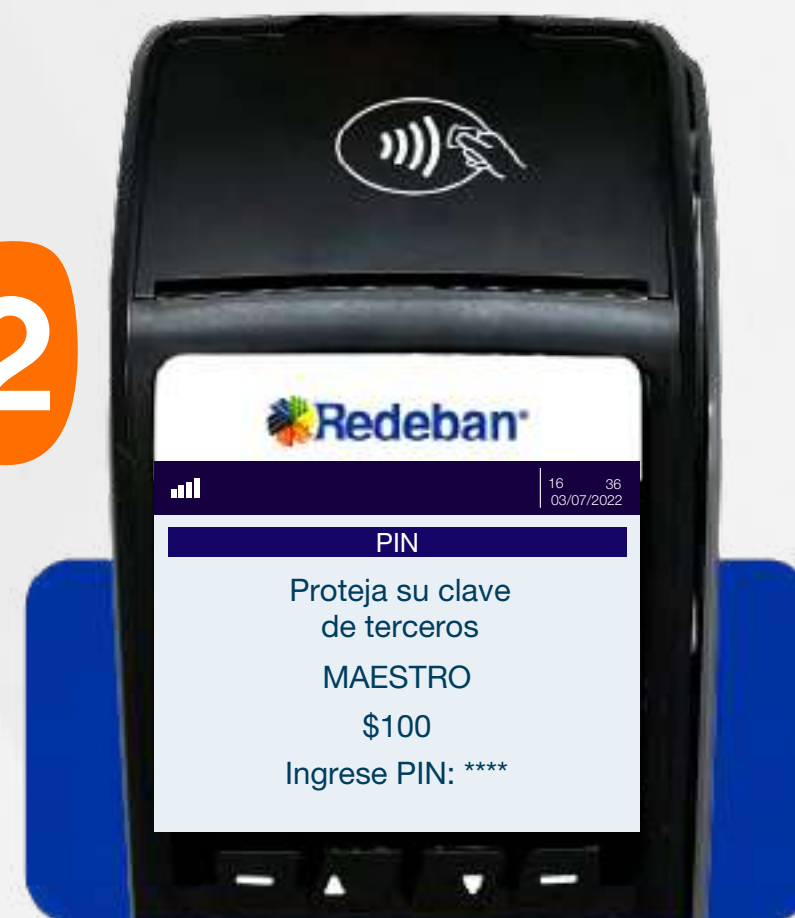 2
Redeban
16 36
03/07/2022
PIN
Proteja su clave
de terceros
MAESTRO
$100
Ingrese PIN: ****